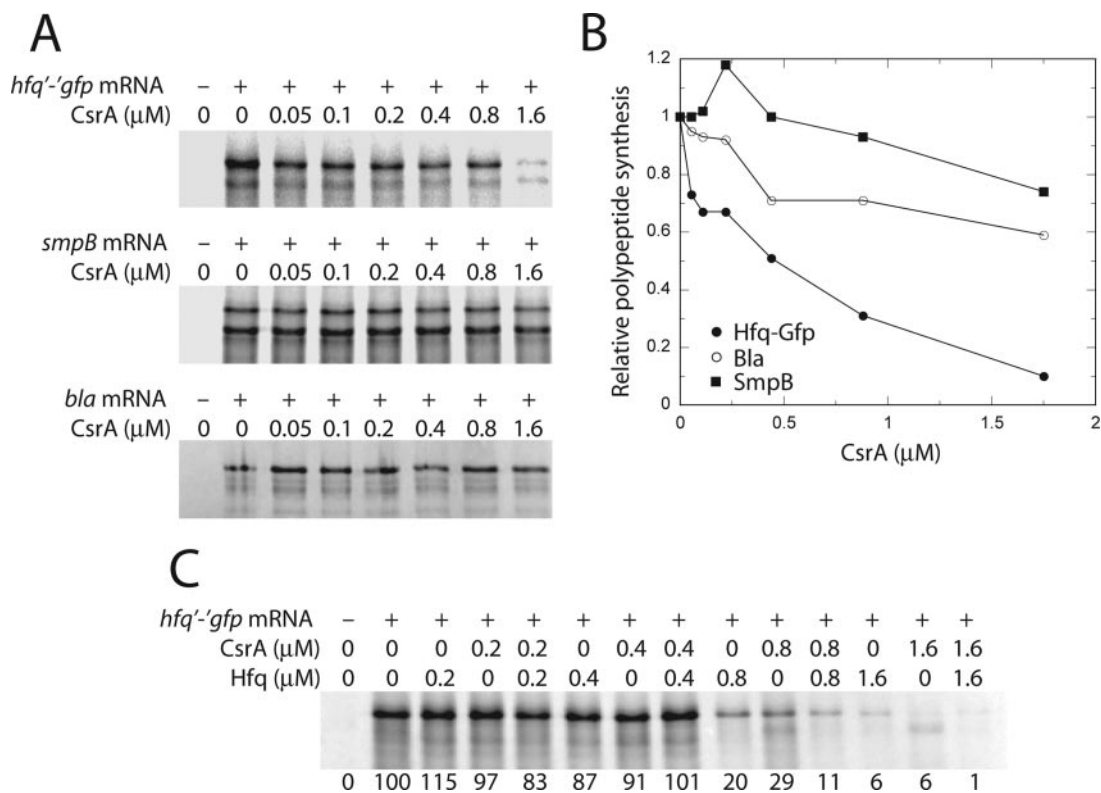 A
hfq'-'gfp mRNA – + + + + + + +
CsrA (µM) 0 0 0.05 0.1 0.2 0.4 0.8 1.6
smpB mRNA – + + + + + + +
CsrA (µM) 0 0 0.05 0.1 0.2 0.4 0.8 1.6
bla mRNA – + + + + + + +
CsrA (µM) 0 0 0.05 0.1 0.2 0.4 0.8 1.6
B
Relative polypeptide synthesis
1.2
1
0.8
0.6
0.4
0.2
0
Hfq-Gfp
Bla
SmpB
0 0.5 1 1.5 2
CsrA (µM)
C
hfq'-'gfp mRNA – + + + + + + + + + + + + +
CsrA (µM) 0 0 0 0.2 0.2 0 0.4 0.4 0 0.8 0.8 0 1.6 1.6
Hfq (µM) 0 0 0.2 0 0.2 0.4 0 0.4 0.8 0 0.8 1.6 0 1.6
0 100 115 97 83 87 91 101 20 29 11 6 6 1